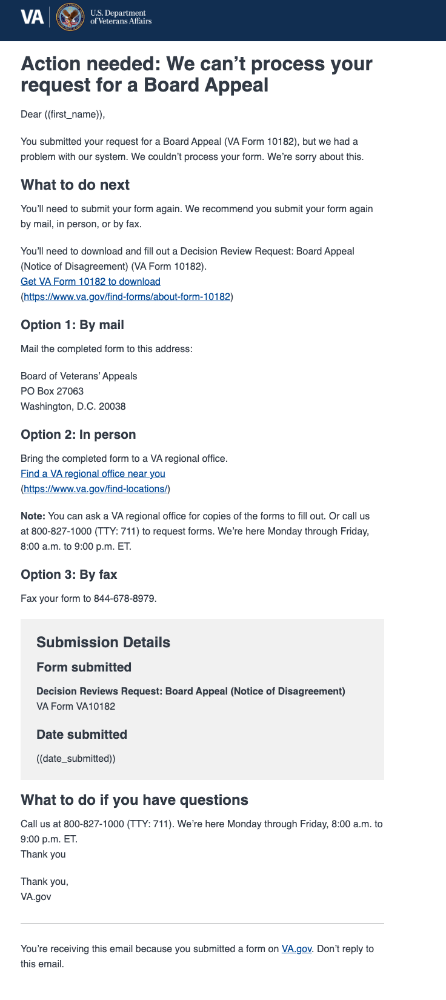 VA
U.S. Department
of Veterans Affairs
Action needed: We can’t process your
request for a Board Appeal
Dear ((first_name)),
You submitted your request for a Board Appeal (VA Form 10182), but we had a
problem with our system. We couldn’t process your form. We’re sorry about this.
What to do next
You’ll need to submit your form again. We recommend you submit your form again
by mail, in person, or by fax.
You’ll need to download and fill out a Decision Review Request: Board Appeal
(Notice of Disagreement) (VA Form 10182).
Get VA Form 10182 to download
(https://www.va.gov/find-forms/about-form-10182)
Option 1: By mail
Mail the completed form to this address:
Board of Veterans’ Appeals
PO Box 27063
Washington, D.C. 20038
Option 2: In person
Bring the completed form to a VA regional office.
Find a VA regional office near you
(https://www.va.gov/find-locations/)
Note: You can ask a VA regional office for copies of the forms to fill out. Or call us
at 800-827-1000 (TTY: 711) to request forms. We’re here Monday through Friday,
8:00 a.m. to 9:00 p.m. ET.
Option 3: By fax
Fax your form to 844-678-8979.
Submission Details
Form submitted
Decision Reviews Request: Board Appeal (Notice of Disagreement)
VA Form VA10182
Date submitted
((date_submitted))
What to do if you have questions
Call us at 800-827-1000 (TTY: 711). We’re here Monday through Friday, 8:00 a.m. to
9:00 p.m. ET.
Thank you
Thank you,
VA.gov
You’re receiving this email because you submitted a form on VA.gov. Don’t reply to
this email.